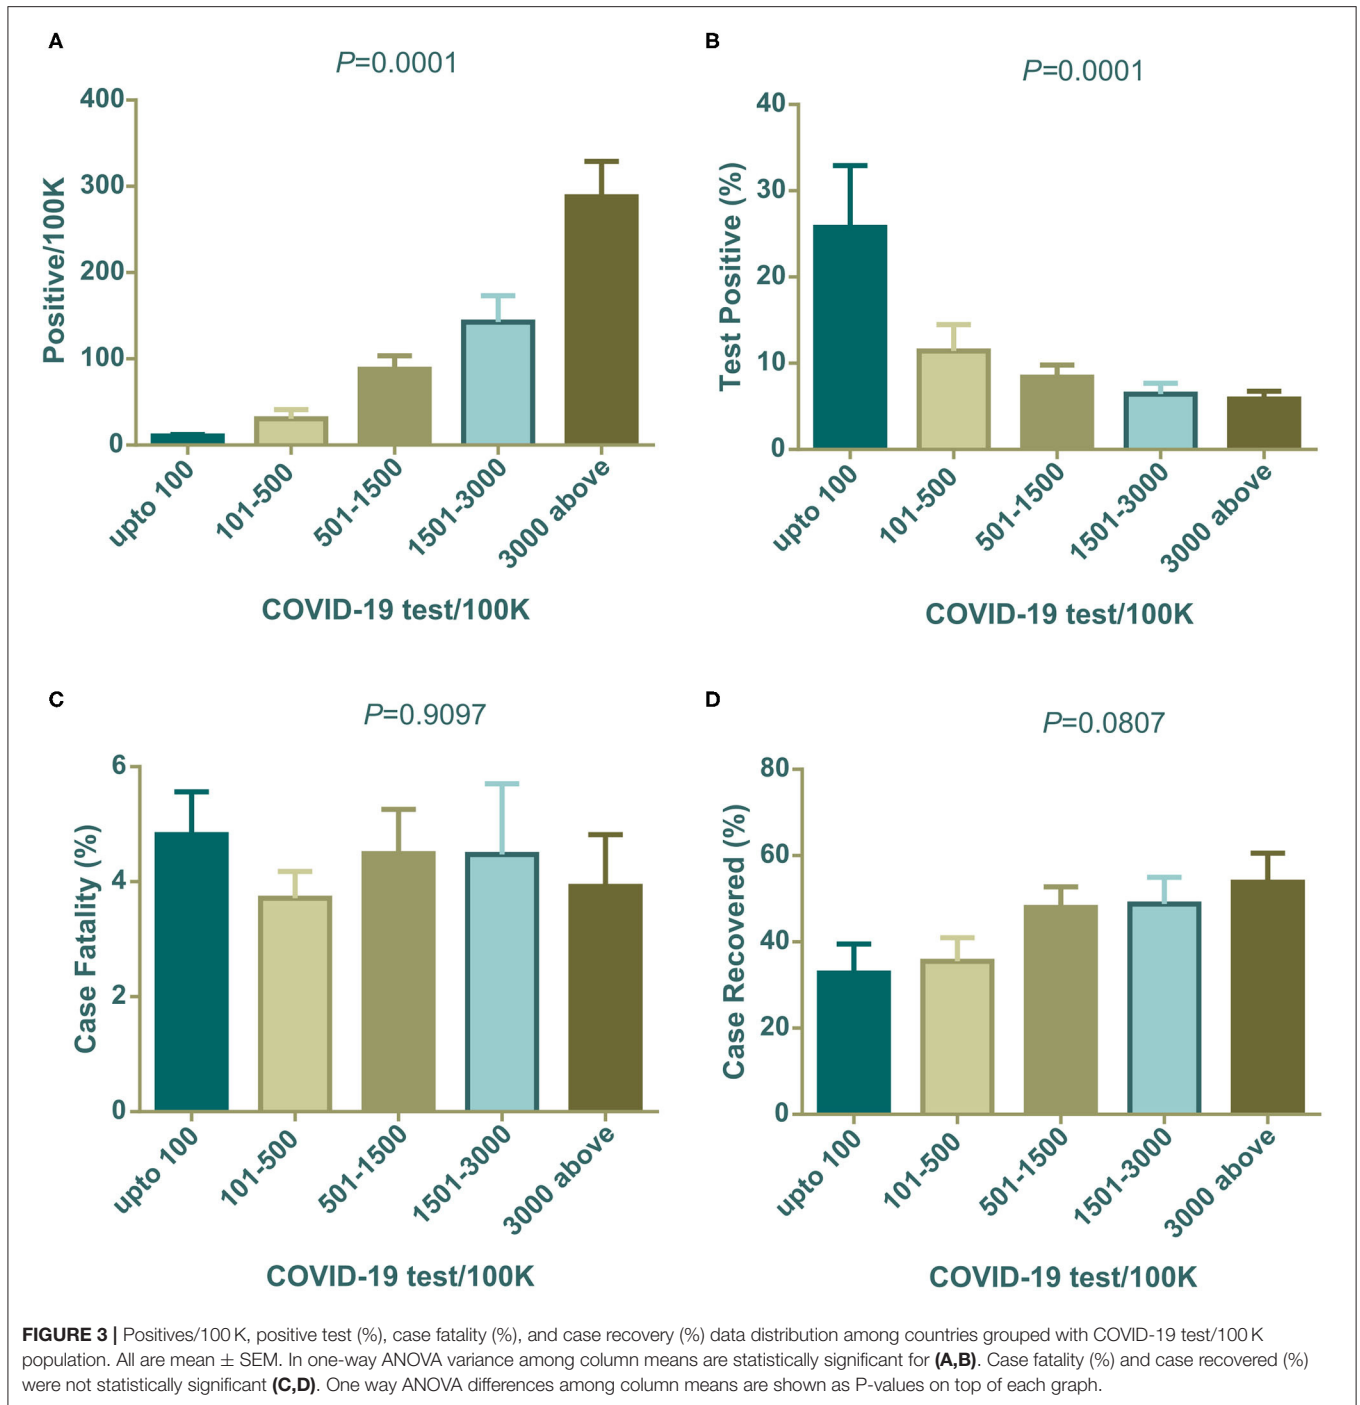 A
P=0.0001
400
300
200
100
0
Positive/100K
upto 100
101-500
501-1500
1501-3000
3000 above
COVID-19 test/100K
B
P=0.0001
40
30
20
10
0
Test Positive (%)
upto 100
101-500
501-1500
1501-3000
3000 above
COVID-19 test/100K
C
P=0.9097
6
4
2
0
Case Fatality (%)
upto 100
101-500
501-1500
1501-3000
3000 above
COVID-19 test/100K
D
P=0.0807
80
60
40
20
0
Case Recovered (%)
upto 100
101-500
501-1500
1501-3000
3000 above
COVID-19 test/100K
FIGURE 3 | Positives/100 K, positive test (%), case fatality (%), and case recovery (%) data distribution among countries grouped with COVID-19 test/100 K
population. All are mean ± SEM. In one-way ANOVA variance among column means are statistically significant for (A,B). Case fatality (%) and case recovered (%)
were not statistically significant (C,D). One way ANOVA differences among column means are shown as P-values on top of each graph.